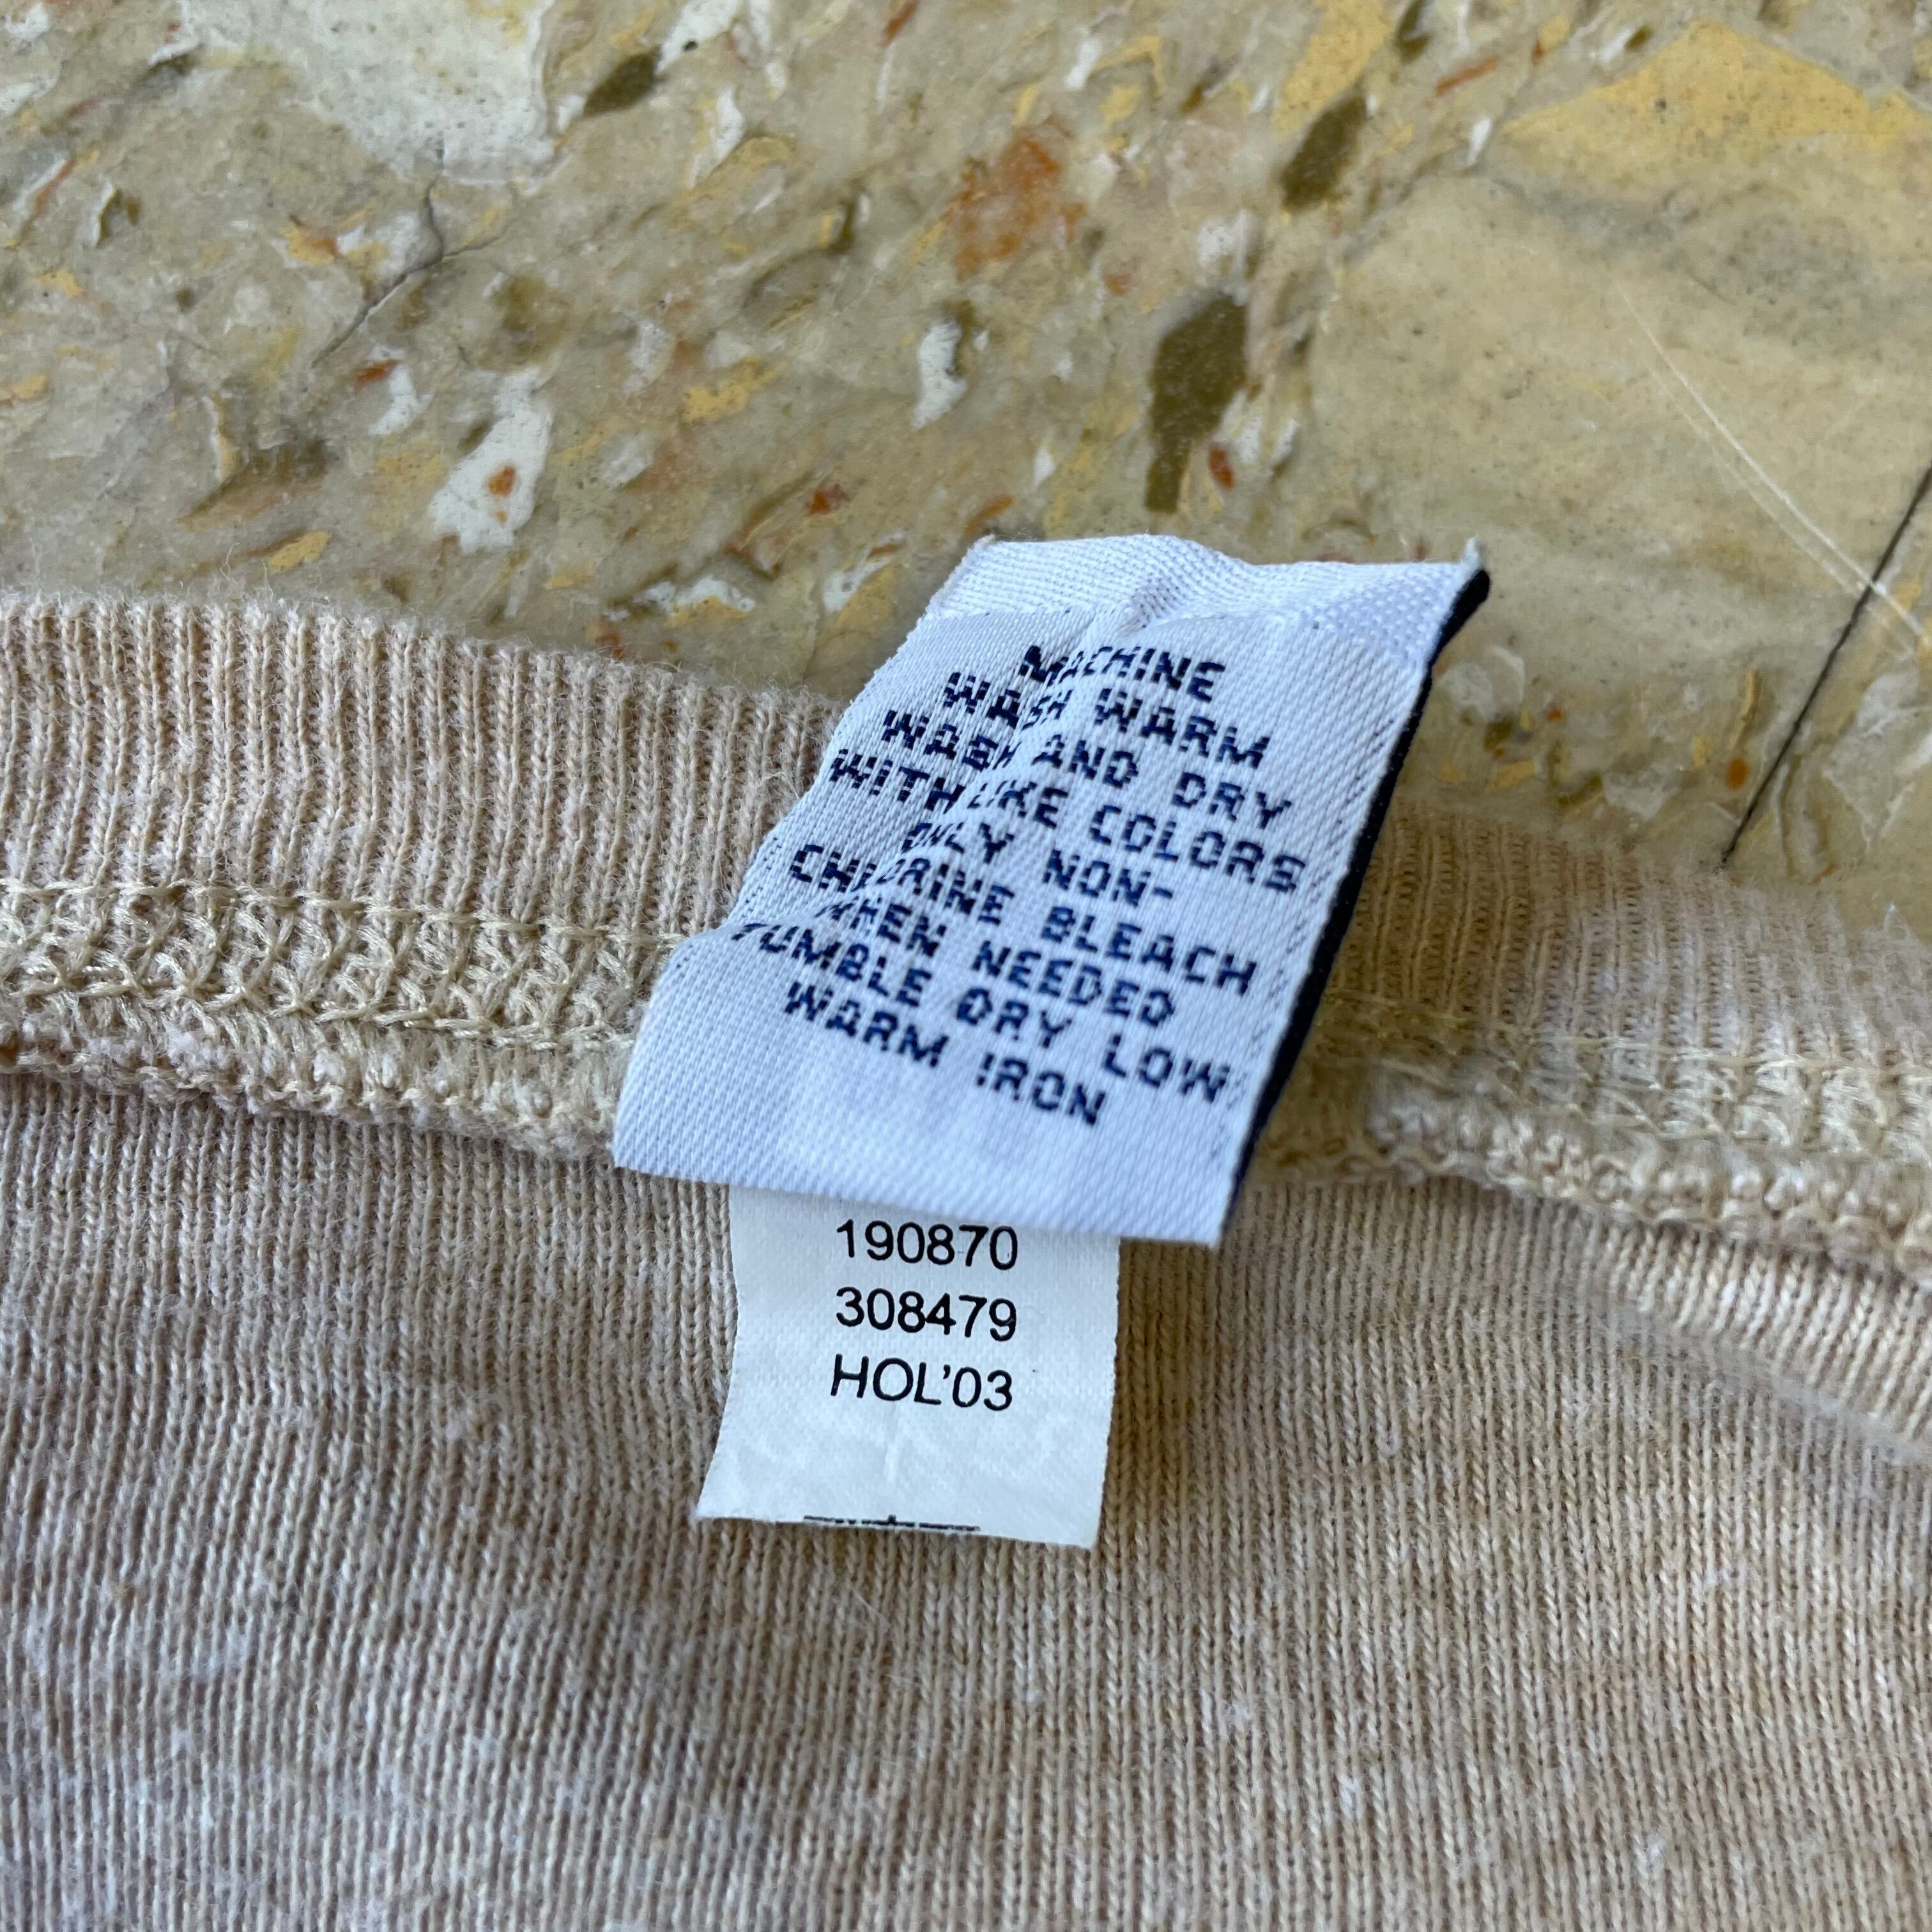 MACHINE
WASH WARM
WASH AND DRY
WITH LIKE COLORS
ONLY NON-
CHLORINE BLEACH
WHEN NEEDED
TUMBLE DRY LOW
WARM IRON
190870
308479
HOL'03